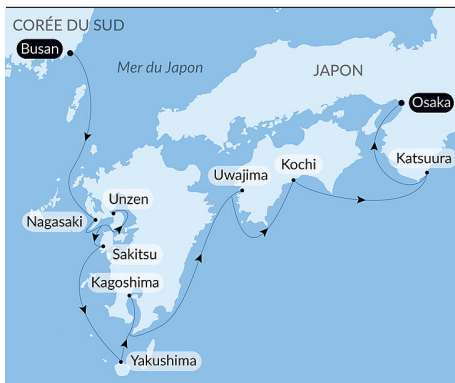 CORÉE DU SUD
Busan
Mer du Japon
JAPON
Osaka
Katsuura
Kochi
Uwajima
Unzen
Nagasaki
Sakitsu
Kagoshima
Yakushima